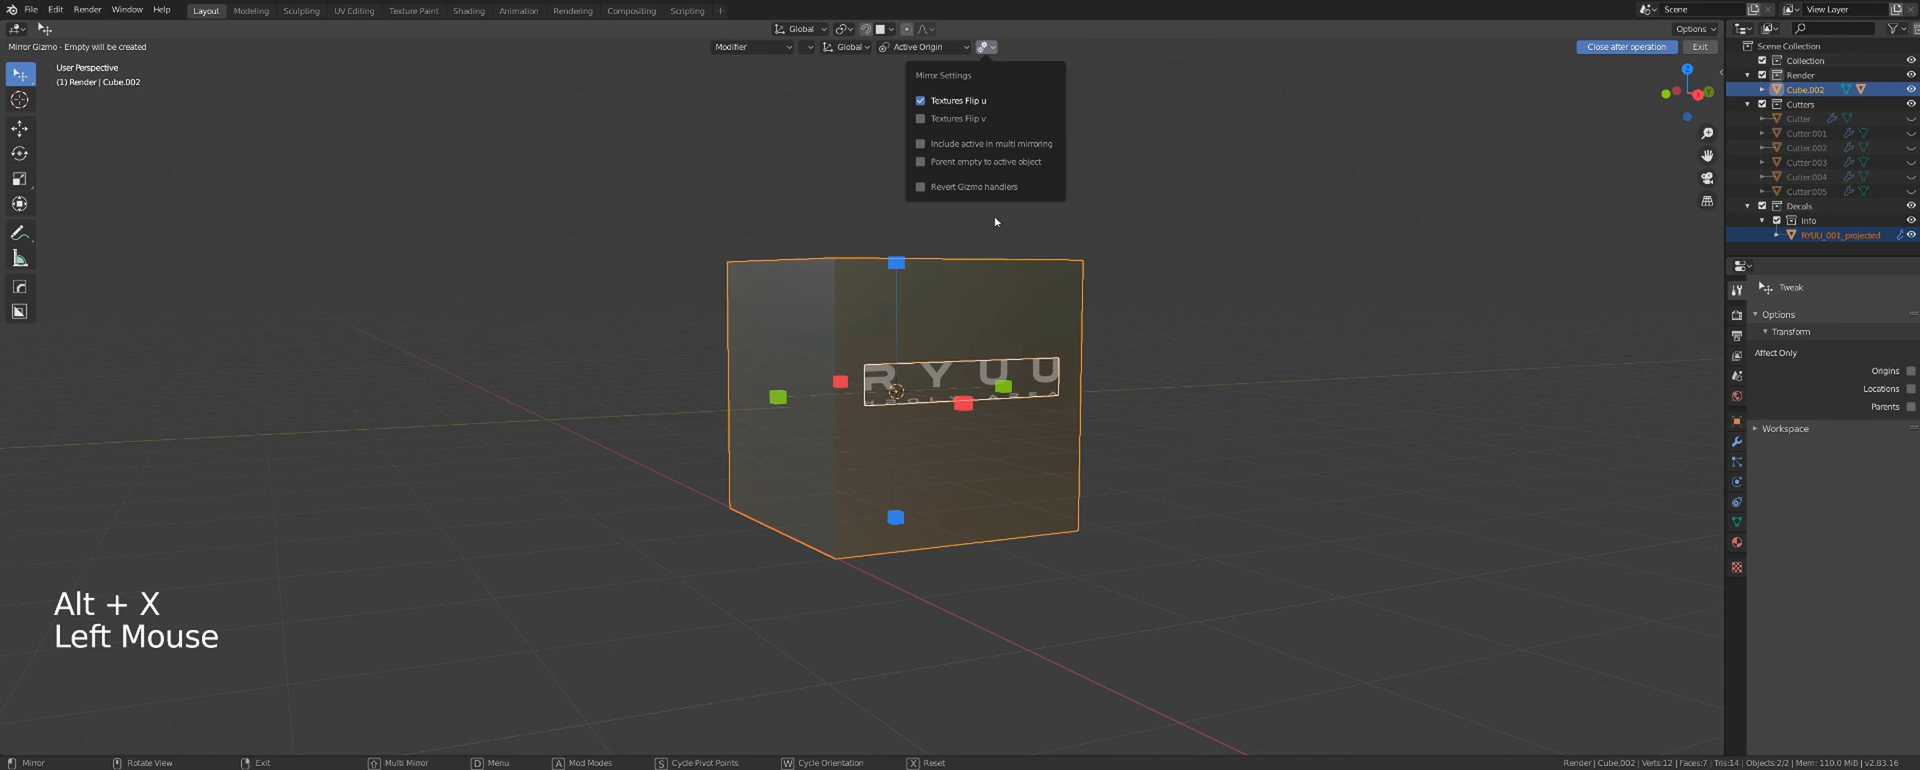 File Edit Render Window Help Layout Modeling Sculpting UV Editing Texture Paint Shading Animation Rendering Compositing Scripting + Scene View Layer
Global Options
Mirror Gizmo - Empty will be created Modifier Global Active Origin Close after operation Exit
User Perspective
(1) Render | Cube.002
Mirror Settings
Textures Flip u
Textures Flip v
Include active in multi mirroring
Parent empty to active object
Revert Gizmo handlers
Z
X
Y
RYUU
Alt + X
Left Mouse
Scene Collection
Collection
Render
Cube.002
Cutters
Cutter
Cutter.001
Cutter.002
Cutter.003
Cutter.004
Cutter.005
Decals
Info
RYUU_001_projected
Tweak
Options
Transform
Affect Only
Origins
Locations
Parents
Workspace
Mirror Rotate View Exit Multi Mirror D Menu A Mod Modes S Cycle Pivot Points W Cycle Orientation X Reset Render | Cube.002 | Verts:12 | Faces:7 | Tris:14 | Objects:2/2 | Mem: 110.0 MiB | v2.83.16